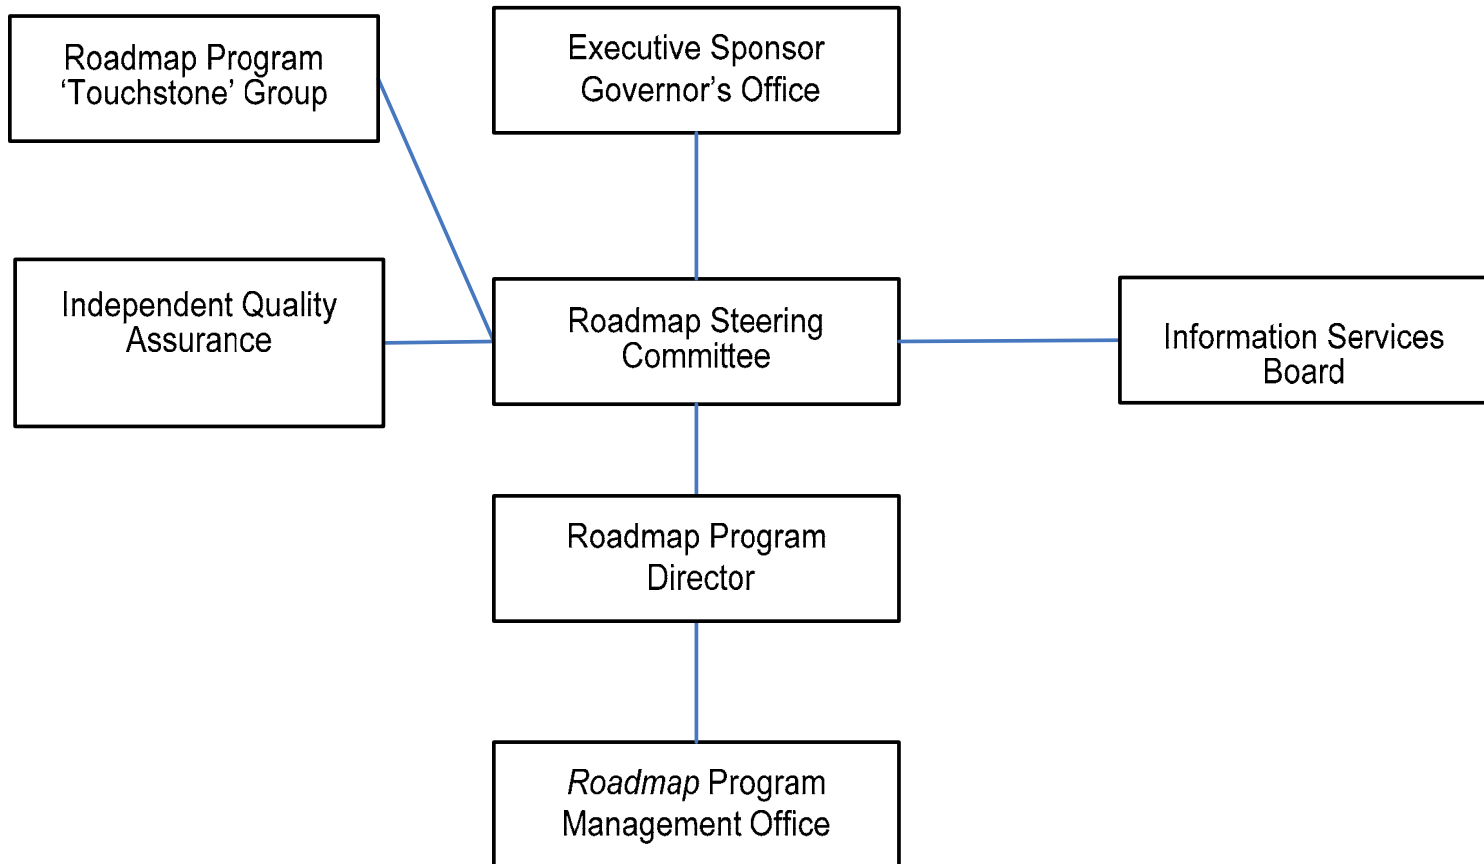 Roadmap Program
‘Touchstone’ Group
Executive Sponsor
Governor’s Office
Independent Quality
Assurance
Roadmap Steering
Committee
Information Services
Board
Roadmap Program
Director
Roadmap Program
Management Office